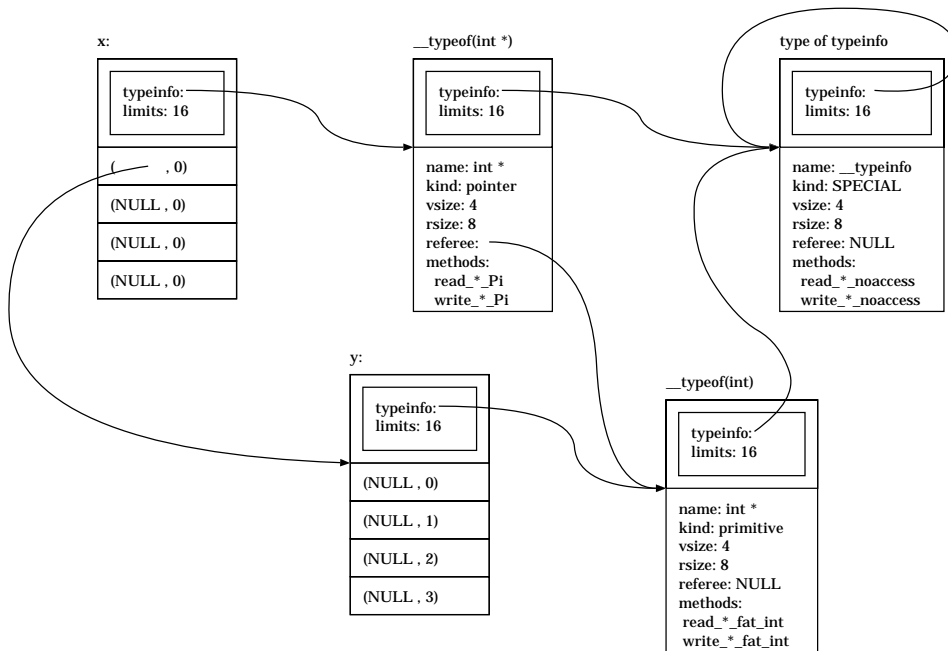 x:
typeinfo:
limits: 16
( , 0)
(NULL , 0)
(NULL , 0)
(NULL , 0)
__typeof(int *)
typeinfo:
limits: 16
name: int *
kind: pointer
vsize: 4
rsize: 8
referee:
methods:
read_*_Pi
write_*_Pi
type of typeinfo
typeinfo:
limits: 16
name: __typeinfo
kind: SPECIAL
vsize: 4
rsize: 8
referee: NULL
methods:
read_*_noaccess
write_*_noaccess
y:
typeinfo:
limits: 16
(NULL , 0)
(NULL , 1)
(NULL , 2)
(NULL , 3)
__typeof(int)
typeinfo:
limits: 16
name: int *
kind: primitive
vsize: 4
rsize: 8
referee: NULL
methods:
read_*_fat_int
write_*_fat_int